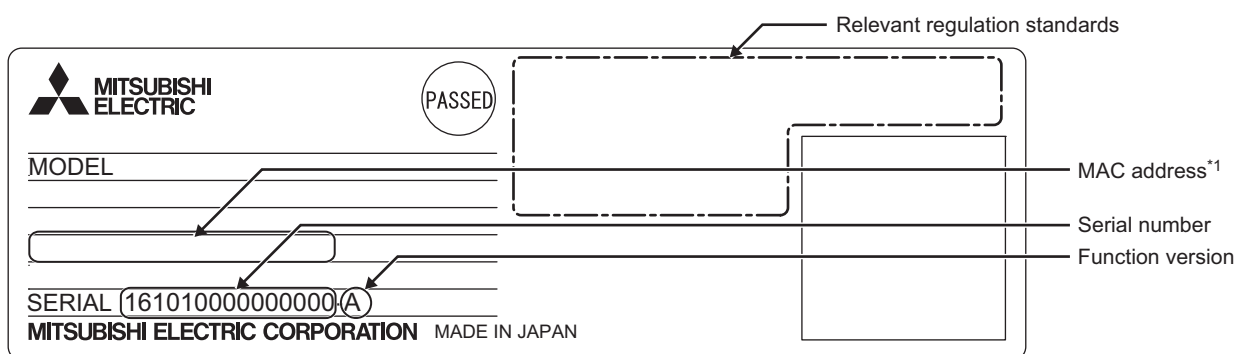 Relevant regulation standards
MITSUBISHI
ELECTRIC
PASSED
MODEL
MAC address*1
Serial number
Function version
SERIAL 161010000000000-A
MITSUBISHI ELECTRIC CORPORATION MADE IN JAPAN